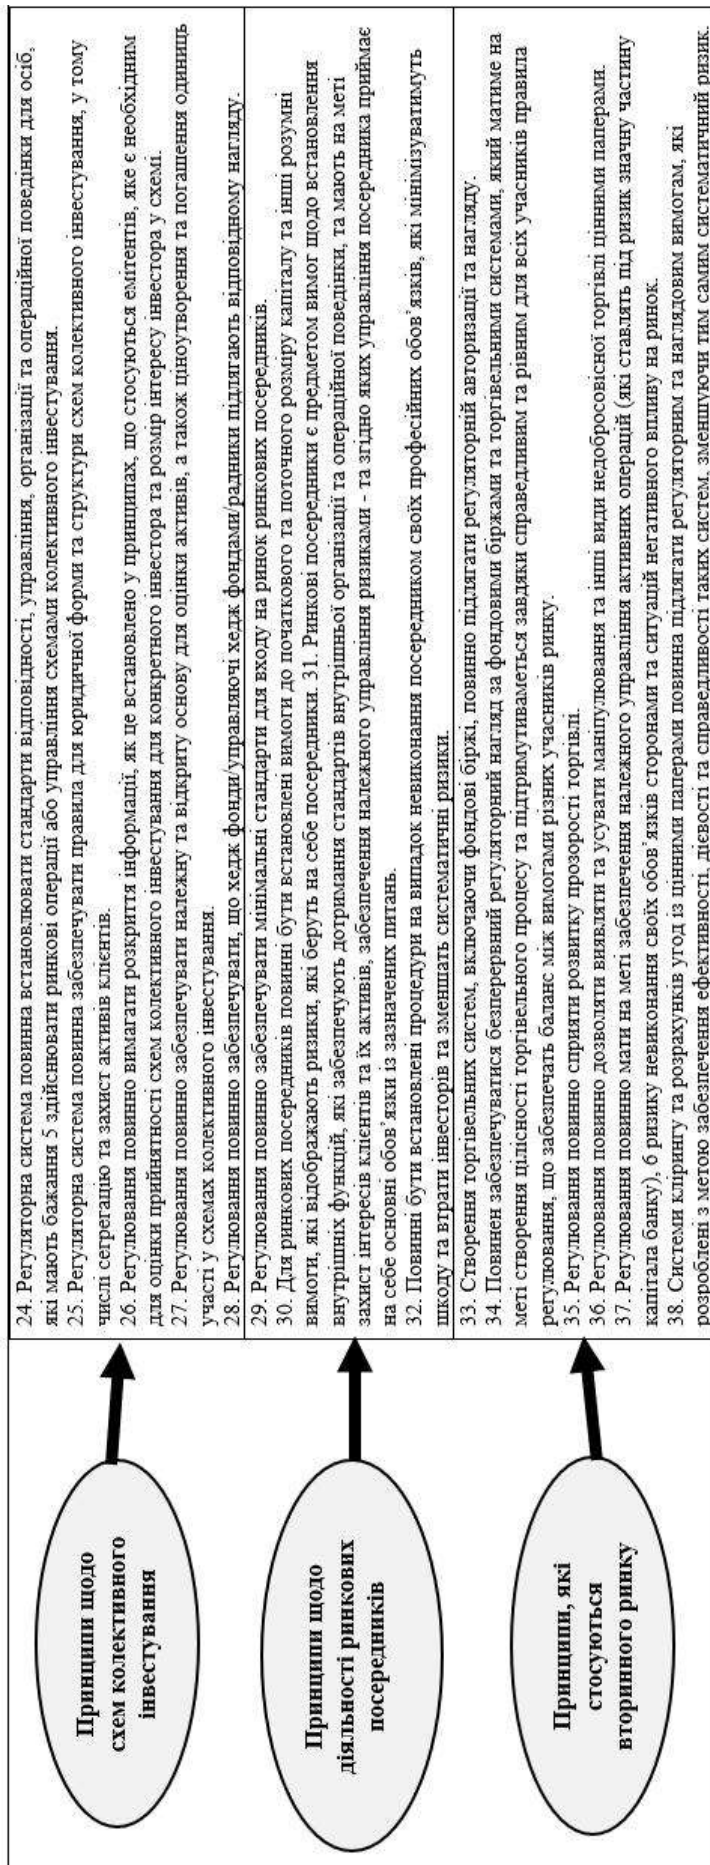 Принципи щодо
схем колективного
інвестування
24. Регуляторна система повинна встановлювати стандарти відповідності, управління, організації та операційної поведінки для осіб,
які мають бажання 5 здійснювати ринкові операції або управління схемами колективного інвестування.
25. Регуляторна система повинна забезпечувати правила для юридичної форми та структури схем колективного інвестування, у тому
числі сегрегацію та захист активів клієнтів.
26. Регулювання повинно вимагати розкриття інформації, як це встановлено у принципах, що стосуються емітентів, яке є необхідним
для оцінки прийнятності схем колективного інвестування для конкретного інвестора та розмір інтересу інвестора у схемі.
27. Регулювання повинно забезпечувати належну та відкриту основу для оцінки активів, а також ціноутворення та погашення одиниць
участі у схемах колективного інвестування.
28. Регулювання повинно забезпечувати, що хедж фонди/управляючі хедж фондами/радники підлягають відповідному нагляду.
Принципи щодо
діяльності ринкових
посередників
29. Регулювання повинно забезпечувати мінімальні стандарти для входу на ринок ринкових посередників.
30. Для ринкових посередників повинні бути встановлені вимоги до початкового та поточного розміру капіталу та інші розумні
вимоги, які відображають ризики, які беруть на себе посередники. 31. Ринкові посередники є предметом вимог щодо встановлення
внутрішніх функцій, які забезпечують дотримання стандартів внутрішньої організації та операційної поведінки, та мають на меті
захист інтересів клієнтів та їх активів, забезпечення належного управління ризиками - та згідно яких управління посередника приймає
на себе основні обов'язки із зазначених питань.
32. Повинні бути встановлені процедури на випадок невиконання посередником своїх професійних обов'язків, які мінімізуватимуть
шкоду та втрати інвесторів та зменшать систематичні ризики.
Принципи, які
стосуються
вторинного ринку
33. Створення торгівельних систем, включаючи фондові біржі, повинно підлягати регуляторній авторизації та нагляду.
34. Повинен забезпечуватися безперервний регуляторний нагляд за фондовими біржами та торгівельними системами, який матиме на
меті створення цілісності торгівельного процесу та підтримутиваметься завдяки справедливим та рівним для всіх учасників правила
регулювання, що забезпечать баланс між вимогами різних учасників ринку.
35. Регулювання повинно сприяти розвитку прозорості торгівлі.
36. Регулювання повинно дозволяти виявляти та усувати маніпулювання та інші види недобросовісної торгівлі цінними паперами.
37. Регулювання повинно мати на меті забезпечення належного управління активних операцій (які ставлять під ризик значну частину
капітала банку), 6 ризику невиконання своїх обов'язків сторонами та ситуацій негативного впливу на ринок.
38. Системи клірингу та розрахунків угод із цінними паперами повинна підлягати регуляторним та наглядовим вимогам, які
розроблені з метою забезпечення ефективності, дієвості та справедливості таких систем, зменшуючи тим самим систематичний ризик.